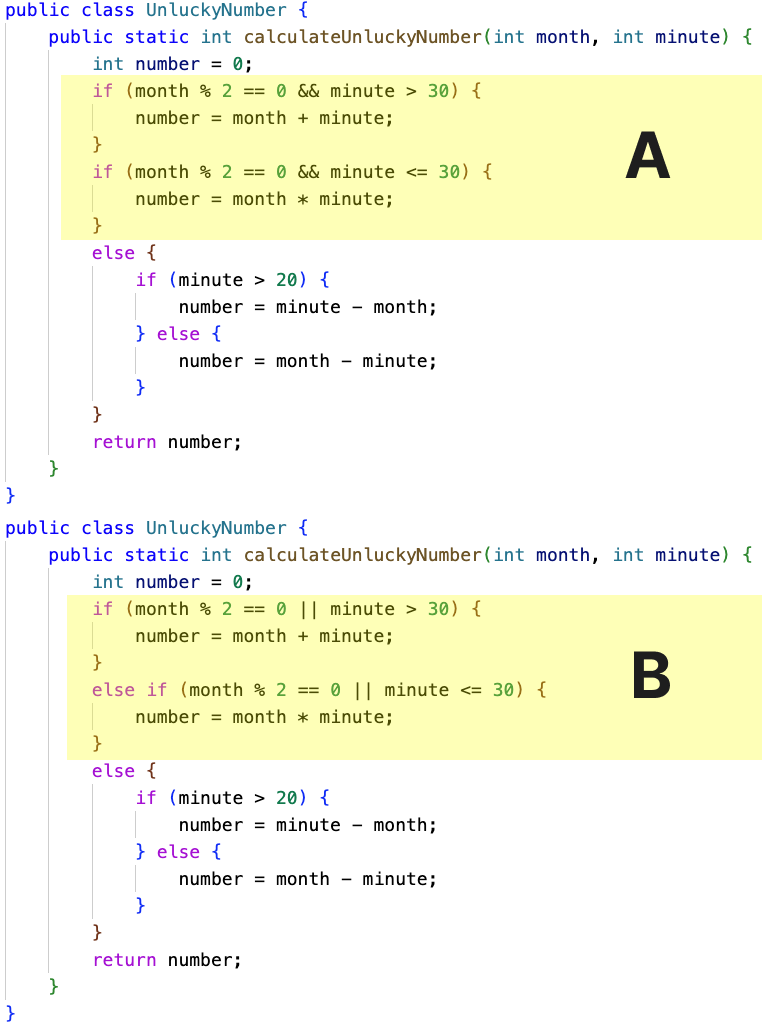 public class UnluckyNumber {
    public static int calculateUnluckyNumber(int month, int minute) {
        int number = 0;
        if (month % 2 == 0 && minute > 30) {
            number = month + minute;
        }
        if (month % 2 == 0 && minute <= 30) {
            number = month * minute;
        }
A
        else {
            if (minute > 20) {
                number = minute - month;
            } else {
                number = month - minute;
            }
        }
        return number;
    }
}
public class UnluckyNumber {
    public static int calculateUnluckyNumber(int month, int minute) {
        int number = 0;
        if (month % 2 == 0 || minute > 30) {
            number = month + minute;
        }
        else if (month % 2 == 0 || minute <= 30) {
            number = month * minute;
        }
B
        else {
            if (minute > 20) {
                number = minute - month;
            } else {
                number = month - minute;
            }
        }
        return number;
    }
}